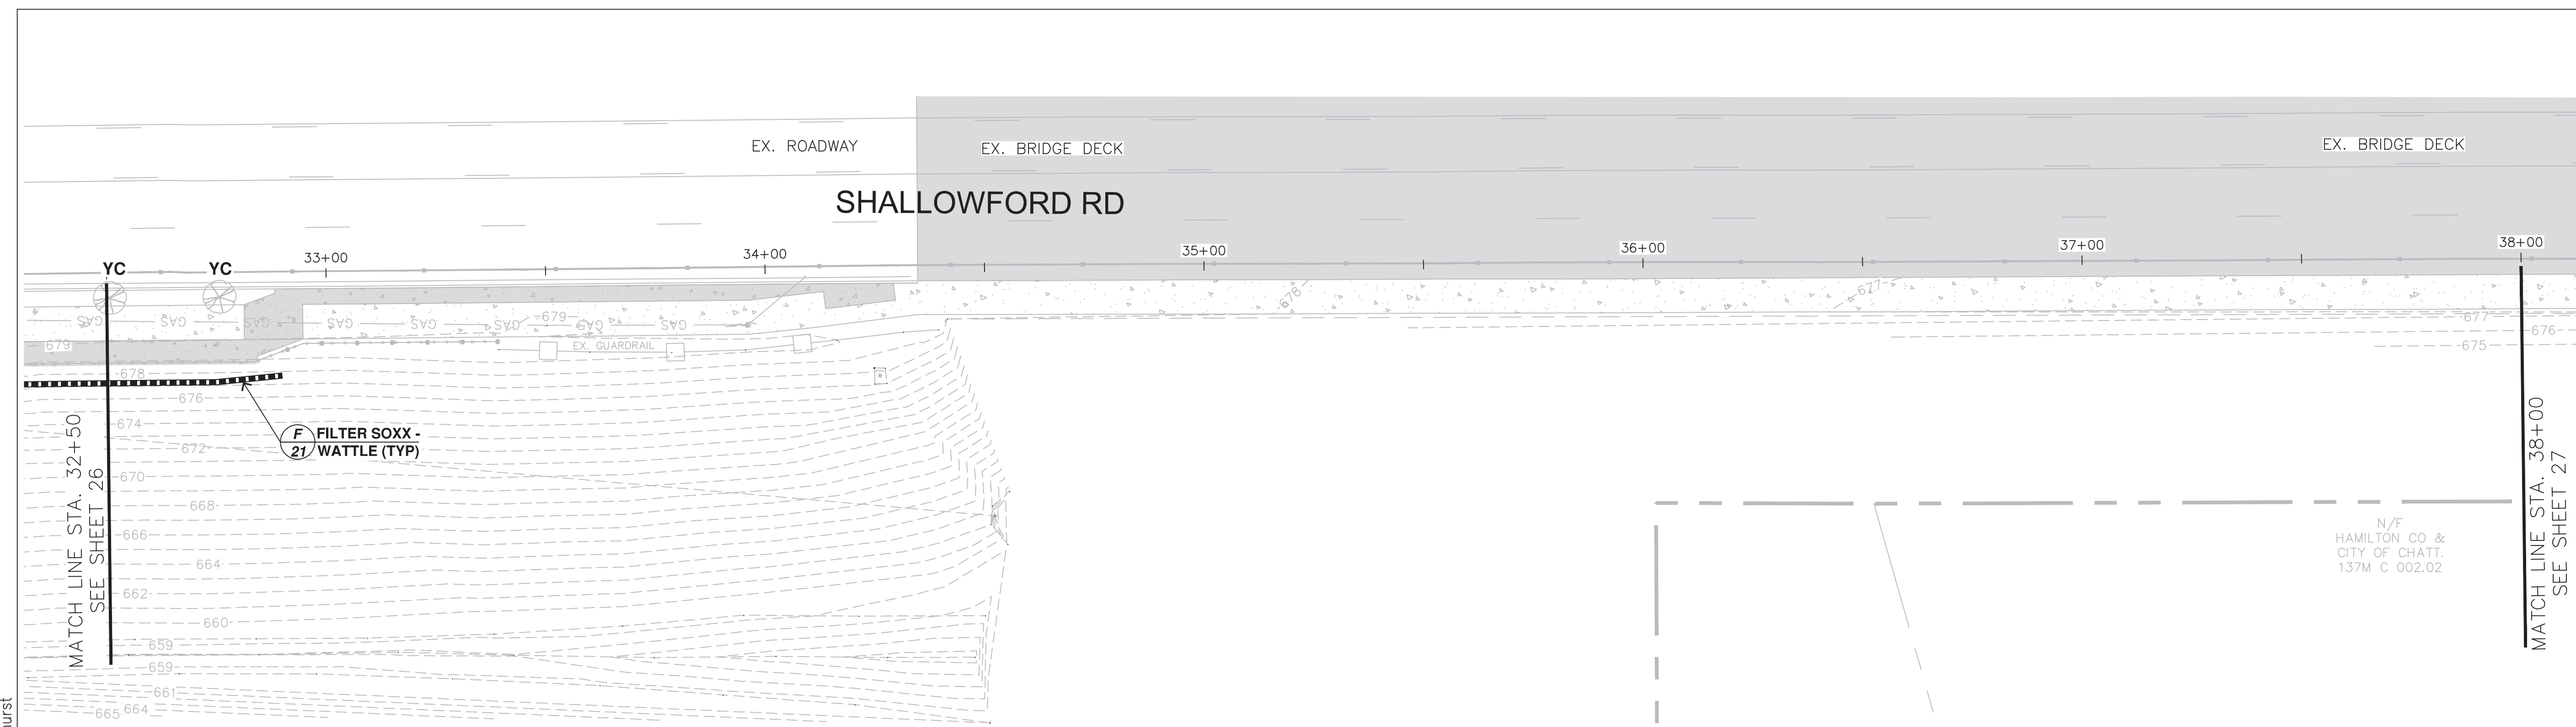 EX. ROADWAY
EX. BRIDGE DECK
EX. BRIDGE DECK
SHALLOWFORD RD
33+00
34+00
35+00
36+00
37+00
38+00
YC
YC
GAS GAS GAS GAS GAS GAS GAS GAS
679
679
678
677
677
676
675
EX. GUARDRAIL
678
676
674
672
670
668
666
664
662
660
659
659
661
664
665
F
21
FILTER SOXX -
WATTLE (TYP)
MATCH LINE STA. 32+50
SEE SHEET 26
N/F
HAMILTON CO &
CITY OF CHATT.
137M C 002.02
MATCH LINE STA. 38+00
SEE SHEET 27